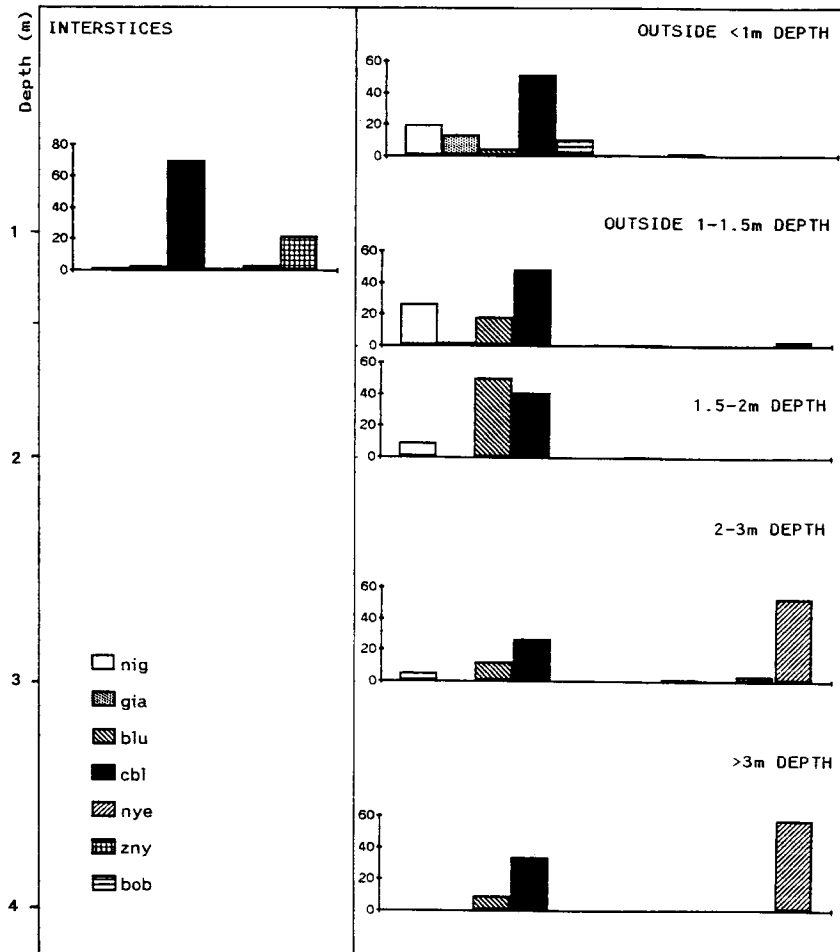 Depth (m)
1
2
3
4
INTERSTICES
80
60
40
20
0
nig
gia
blu
cbl
nye
zny
bob
OUTSIDE <1m DEPTH
60
40
20
0
OUTSIDE 1-1.5m DEPTH
60
40
20
0
1.5-2m DEPTH
60
40
20
0
2-3m DEPTH
60
40
20
0
>3m DEPTH
60
40
20
0